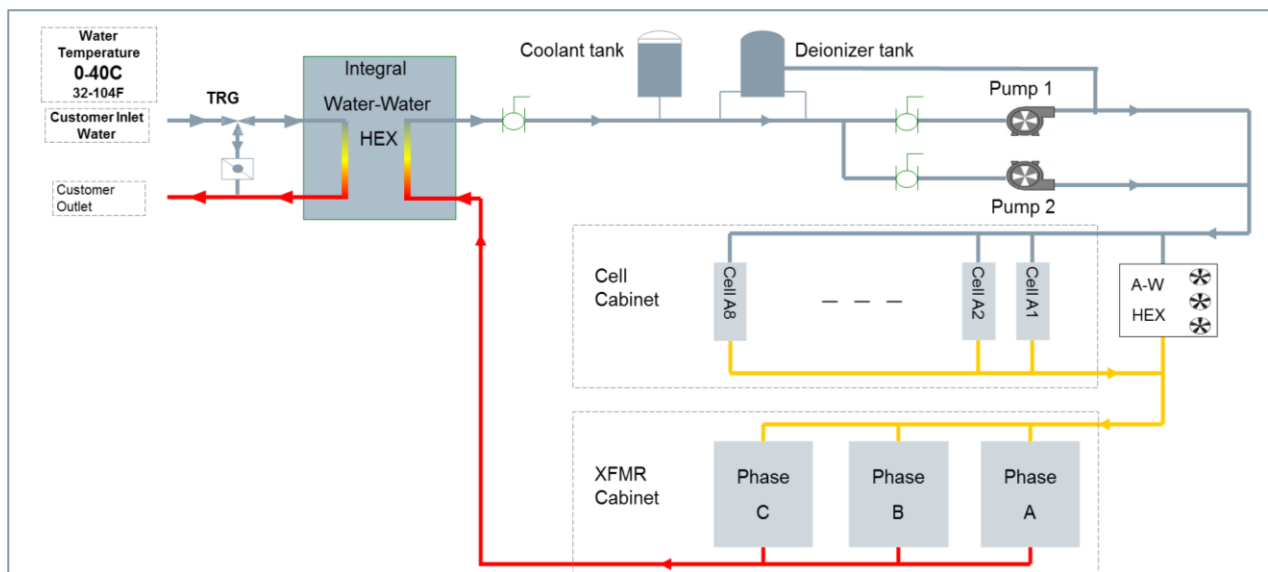 Water
Temperature
0-40C
32-104F
Customer Inlet
Water
TRG
Customer
Outlet
Integral
Water-Water
HEX
Coolant tank
Deionizer tank
Pump 1
Pump 2
Cell
Cabinet
Cell A8
Cell A2
Cell A1
A-W
HEX
XFMR
Cabinet
Phase
C
Phase
B
Phase
A